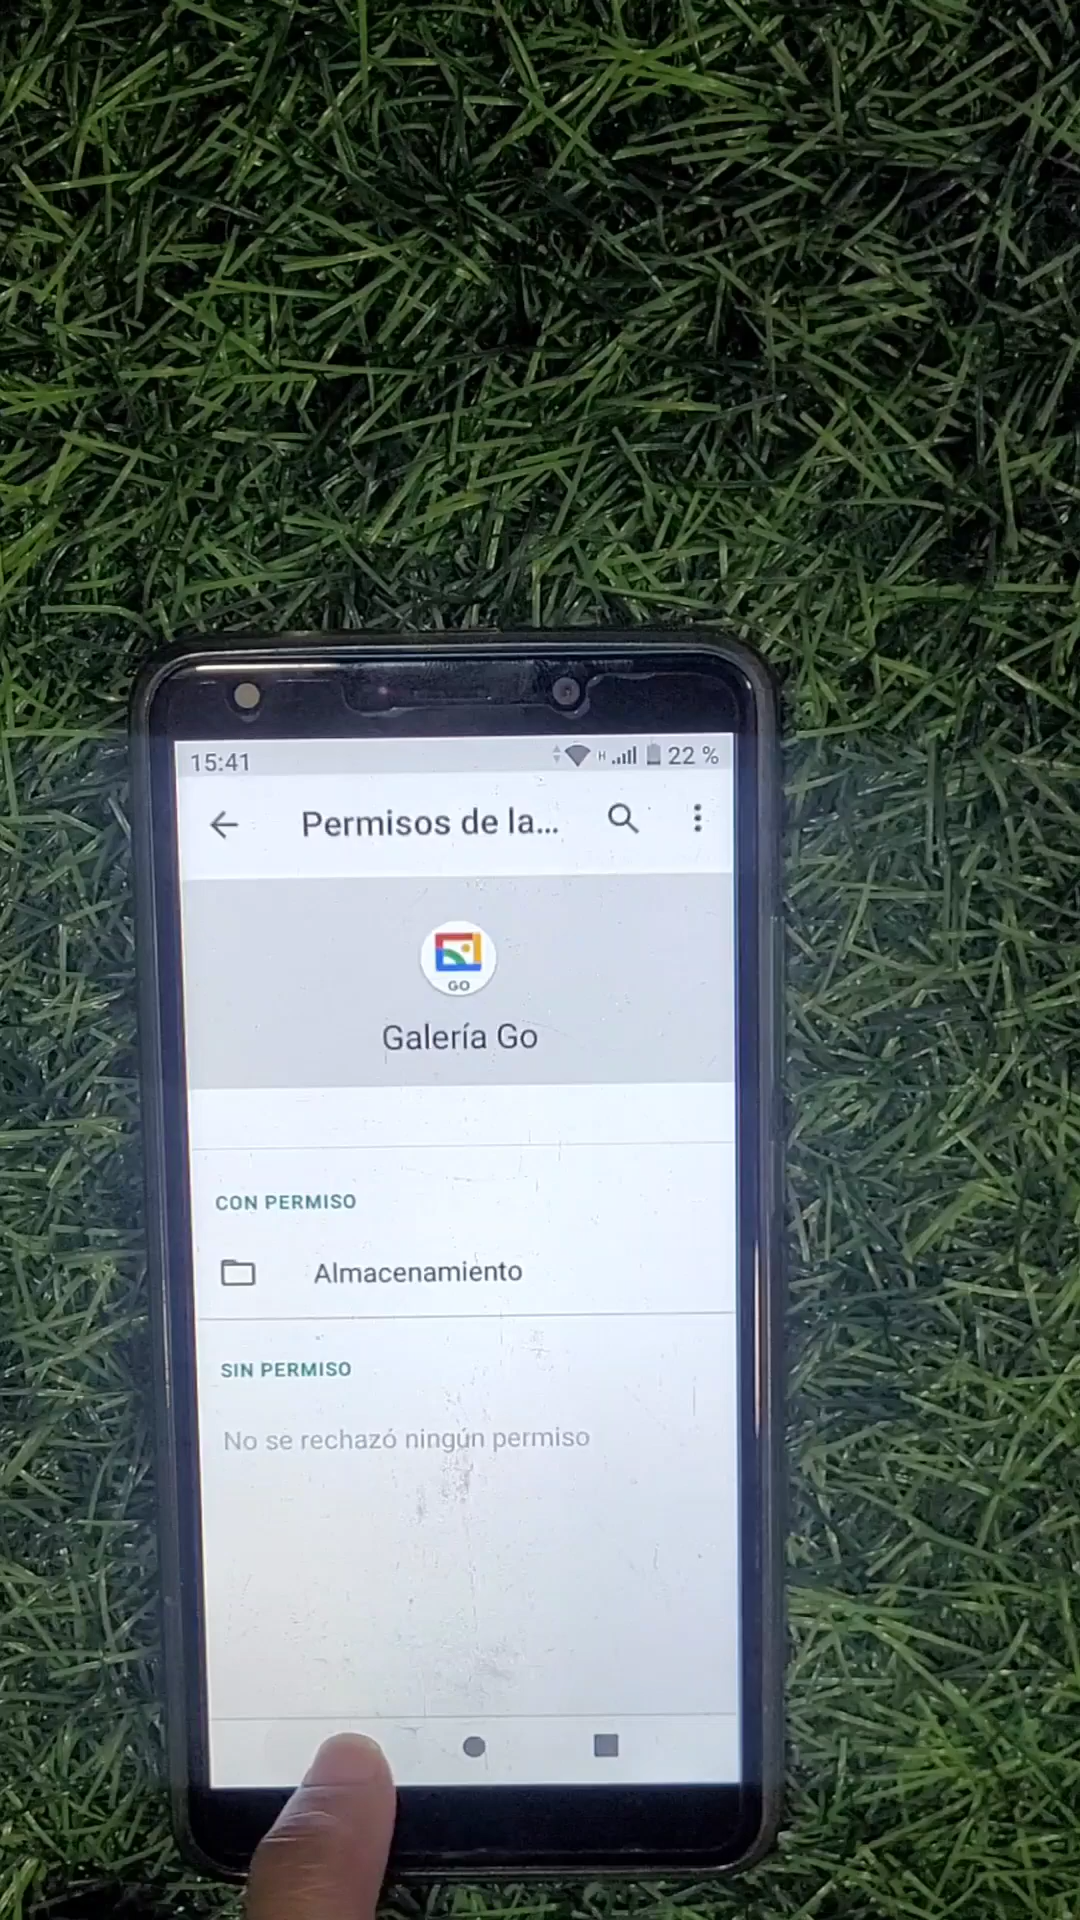 15:41
H 22 %
Permisos de la...
GO
Galería Go
CON PERMISO
Almacenamiento
SIN PERMISO
No se rechazó ningún permiso